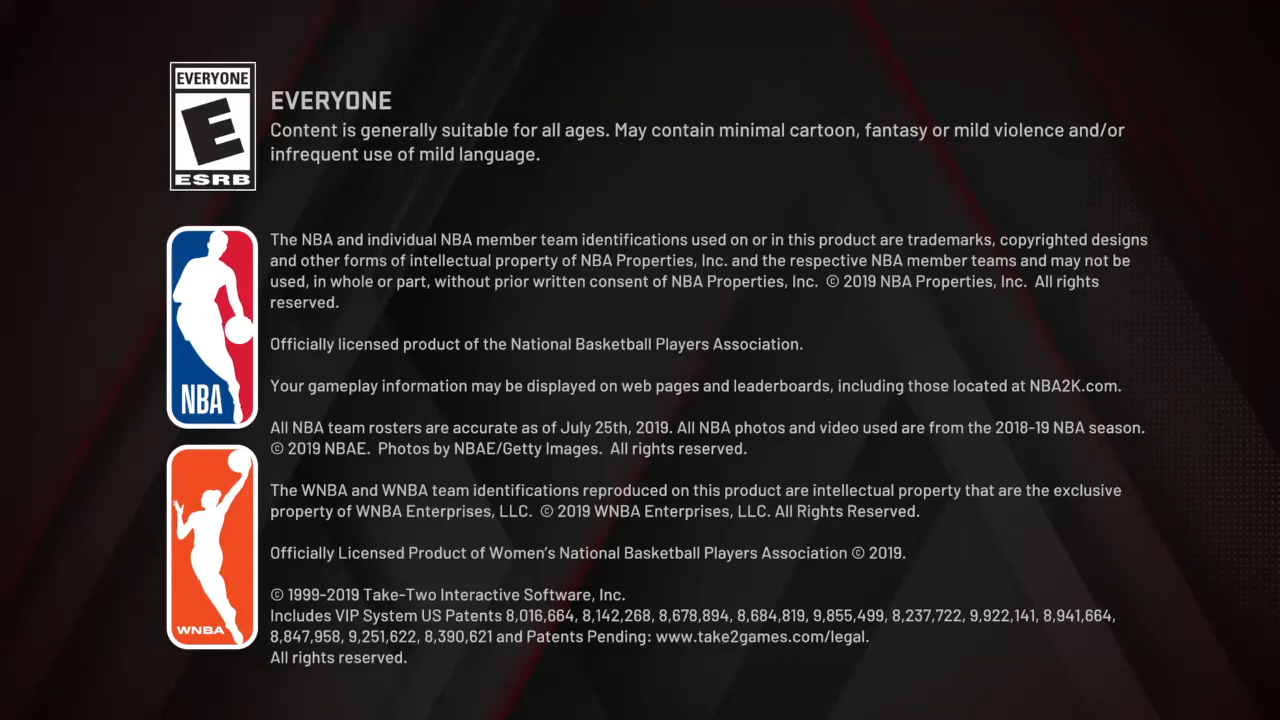 EVERYONE
E
ESRB
EVERYONE
Content is generally suitable for all ages. May contain minimal cartoon, fantasy or mild violence and/or
infrequent use of mild language.
NBA
The NBA and individual NBA member team identifications used on or in this product are trademarks, copyrighted designs
and other forms of intellectual property of NBA Properties, Inc. and the respective NBA member teams and may not be
used, in whole or part, without prior written consent of NBA Properties, Inc. © 2019 NBA Properties, Inc. All rights
reserved.
Officially licensed product of the National Basketball Players Association.
Your gameplay information may be displayed on web pages and leaderboards, including those located at NBA2K.com.
All NBA team rosters are accurate as of July 25th, 2019. All NBA photos and video used are from the 2018-19 NBA season.
© 2019 NBAE. Photos by NBAE/Getty Images. All rights reserved.
WNBA
The WNBA and WNBA team identifications reproduced on this product are intellectual property that are the exclusive
property of WNBA Enterprises, LLC. © 2019 WNBA Enterprises, LLC. All Rights Reserved.
Officially Licensed Product of Women's National Basketball Players Association © 2019.
© 1999-2019 Take-Two Interactive Software, Inc.
Includes VIP System US Patents 8,016,664, 8,142,268, 8,678,894, 8,684,819, 9,855,499, 8,237,722, 9,922,141, 8,941,664,
8,847,958, 9,251,622, 8,390,621 and Patents Pending: www.take2games.com/legal.
All rights reserved.